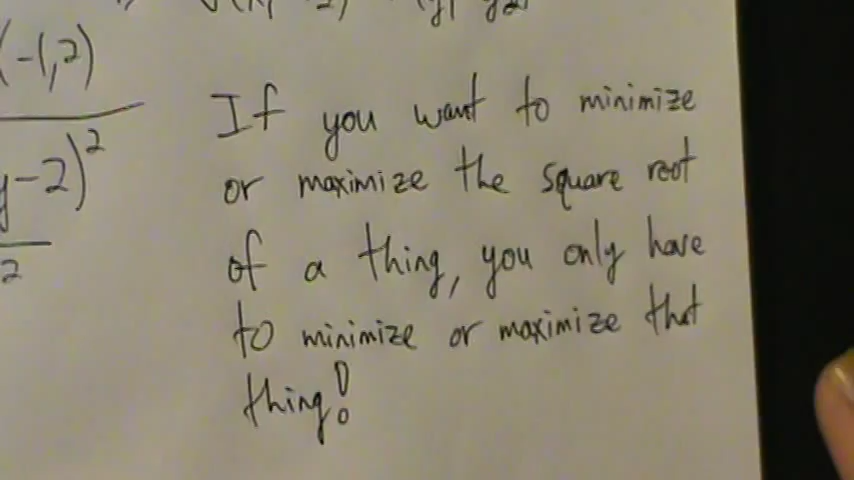 (-1,2)
y-2)²
2
If you want to minimize
or maximize the square root
of a thing, you only have
to minimize or maximize that
thing!